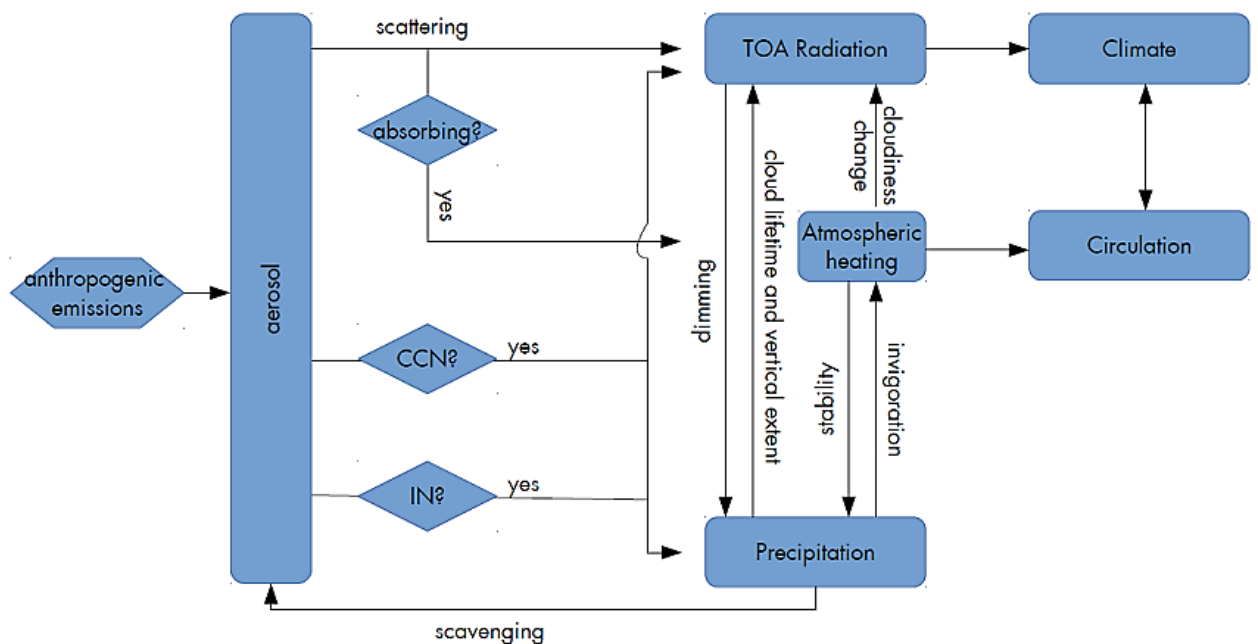 scattering
TOA Radiation
Climate
absorbing?
yes
cloudiness
change
cloud lifetime and vertical extent
Atmospheric
heating
Circulation
anthropogenic
emissions
aerosol
dimming
CCN?
yes
stability
invigoration
IN?
yes
Precipitation
scavenging